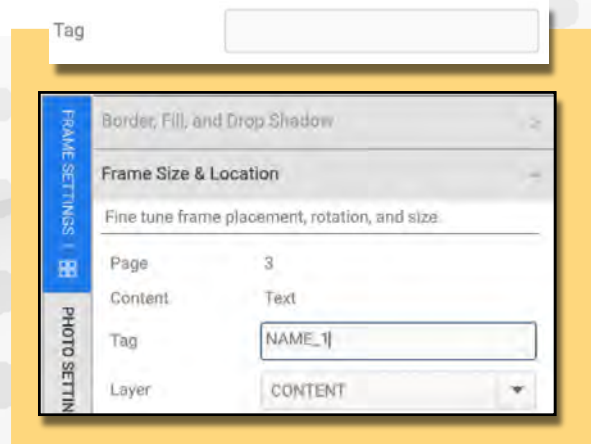 Tag
FRAME SETTINGS |
PHOTO SETTIN
Border, Fill, and Drop Shadow
Frame Size & Location
Fine tune frame placement, rotation, and size.
Page 3
Content Text
Tag NAME_1
Layer CONTENT